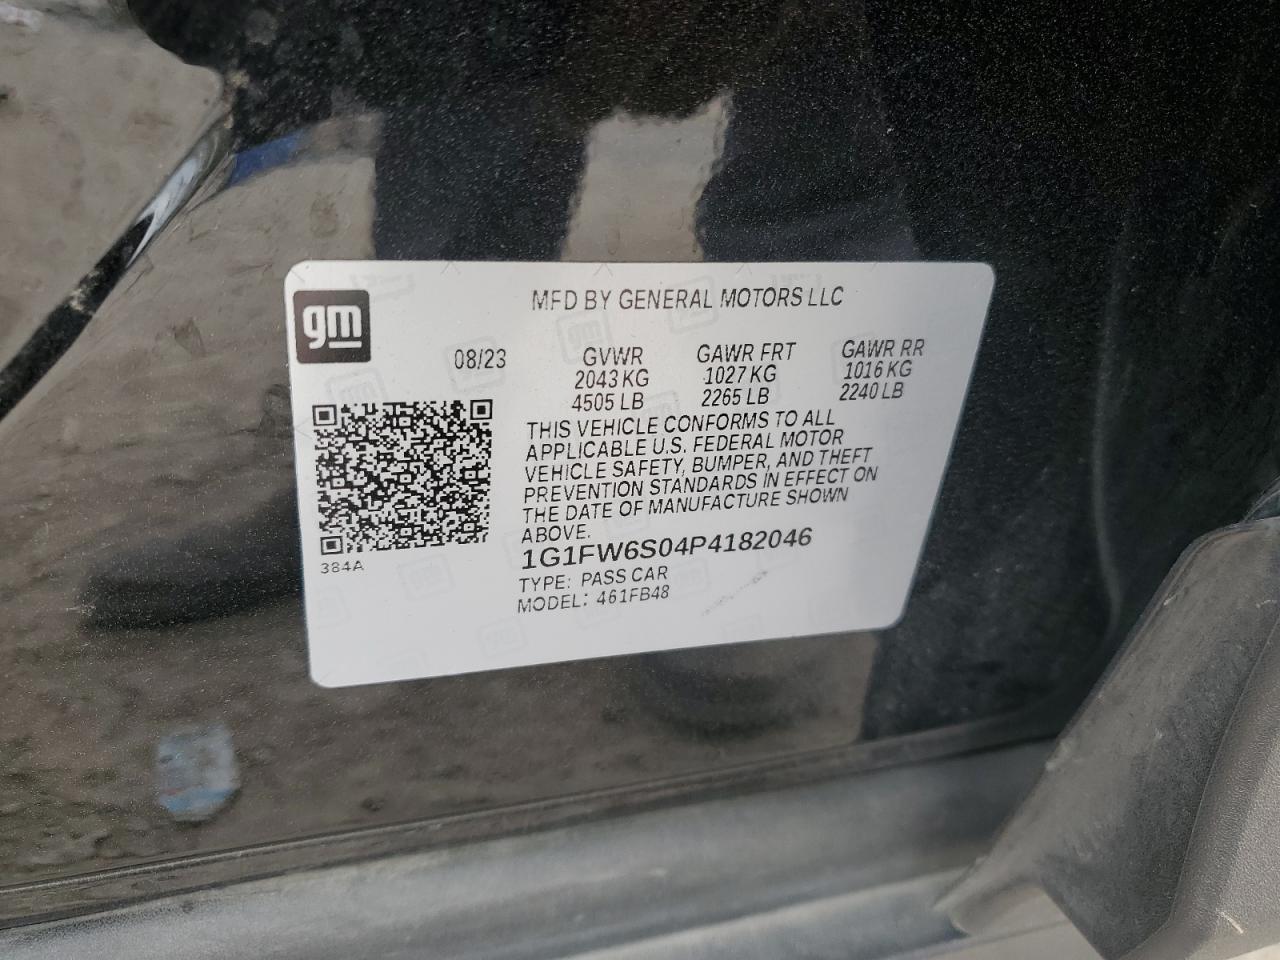 gm
MFD BY GENERAL MOTORS LLC
08/23 GVWR GAWR FRT GAWR RR
2043 KG 1027 KG 1016 KG
4505 LB 2265 LB 2240 LB
THIS VEHICLE CONFORMS TO ALL
APPLICABLE U.S. FEDERAL MOTOR
VEHICLE SAFETY, BUMPER, AND THEFT
PREVENTION STANDARDS IN EFFECT ON
THE DATE OF MANUFACTURE SHOWN
ABOVE.
384A
1G1FW6S04P4182046
TYPE: PASS CAR
MODEL: 461FB48